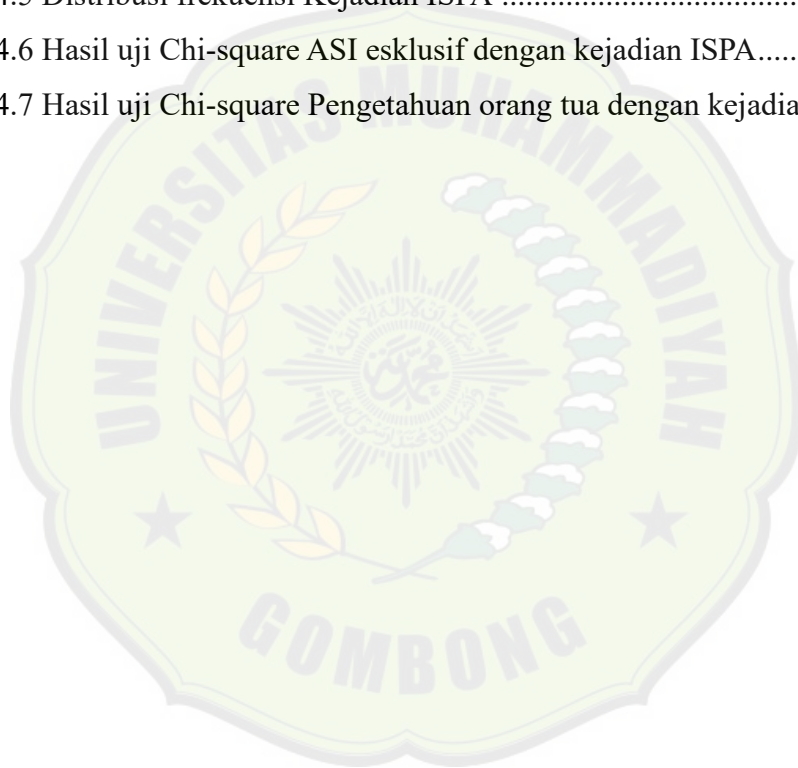 4.5 Distribusi frekuensi Kejadian ISPA ....................................
4.6 Hasil uji Chi-square ASI esklusif dengan kejadian ISPA.....
4.7 Hasil uji Chi-square Pengetahuan orang tua dengan kejadia
UNIVERSITAS MUHAMMADIYAH
GOMBONG